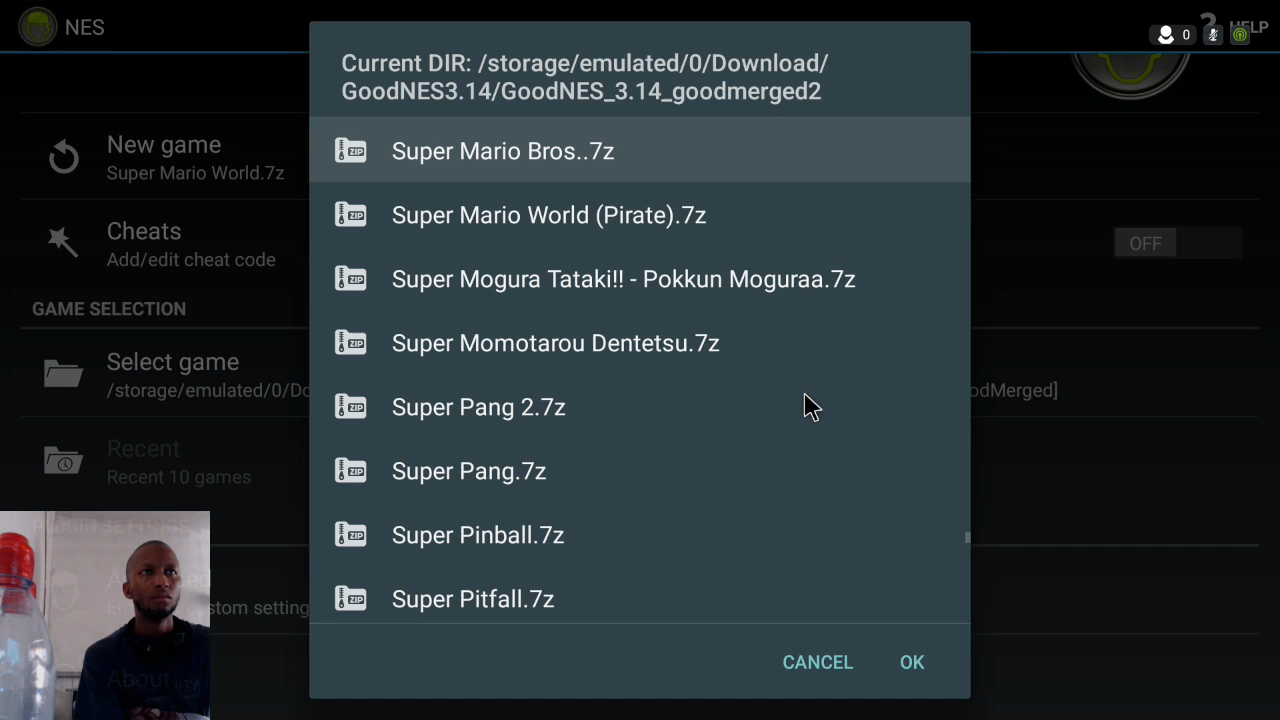 NES
0
HELP
Current DIR: /storage/emulated/0/Download/
GoodNES3.14/GoodNES_3.14_goodmerged2
New game
Super Mario World.7z
Cheats
Add/edit cheat code
OFF
GAME SELECTION
Select game
/storage/emulated/0/Do
odMerged]
Recent
Recent 10 games
Super Mario Bros..7z
Super Mario World (Pirate).7z
Super Mogura Tataki!! - Pokkun Moguraa.7z
Super Momotarou Dentetsu.7z
Super Pang 2.7z
Super Pang.7z
Super Pinball.7z
Super Pitfall.7z
PLUGIN SETTINGS
stom setting
About
CANCEL
OK